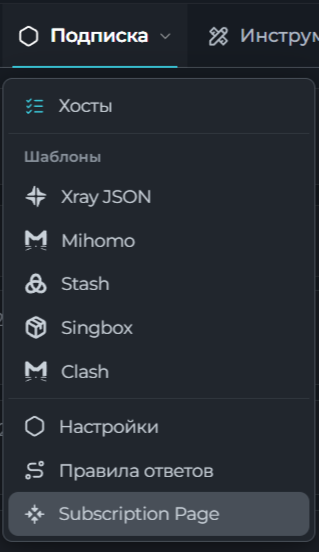 Подписка
Инструм
Хосты
Шаблоны
Xray JSON
Mihomo
Stash
Singbox
Clash
Настройки
Правила ответов
Subscription Page